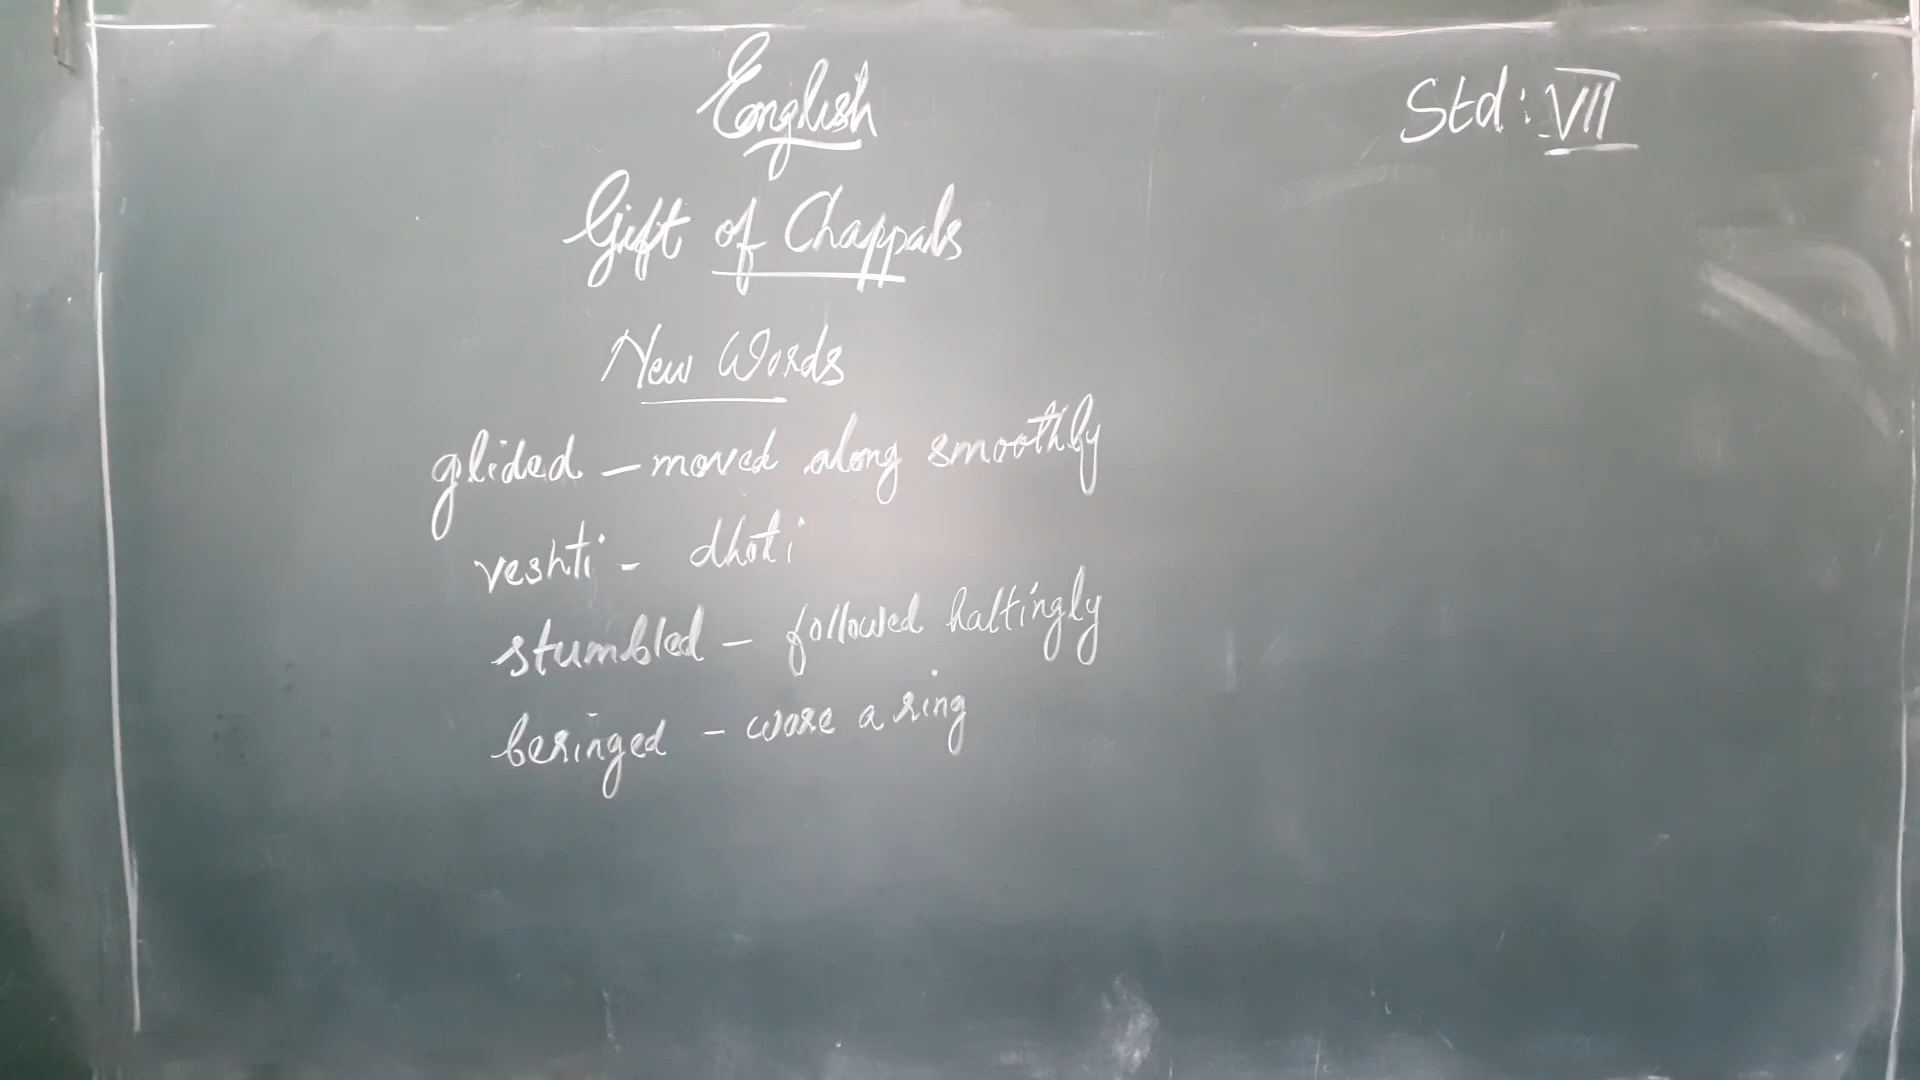 English
Std: VII
Gift of Chappals
New Words
glided - moved along smoothly
veshti - dhoti
stumbled - followed haltingly
beringed - wore a ring